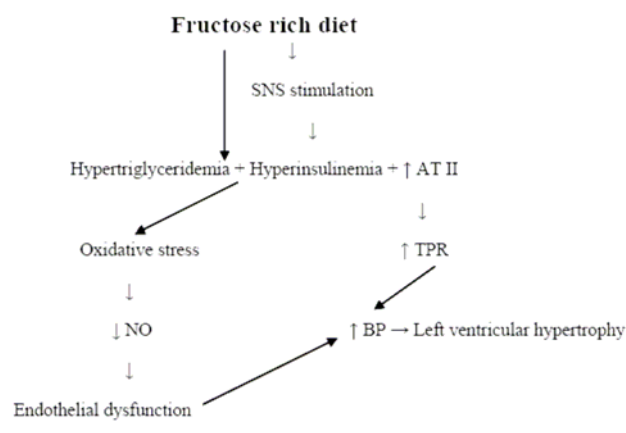 Fructose rich diet
↓
SNS stimulation
↓
Hypertriglyceridemia + Hyperinsulinemia + ↑ AT II
↓
Oxidative stress
↑ TPR
↓
↓ NO
↑ BP → Left ventricular hypertrophy
↓
Endothelial dysfunction